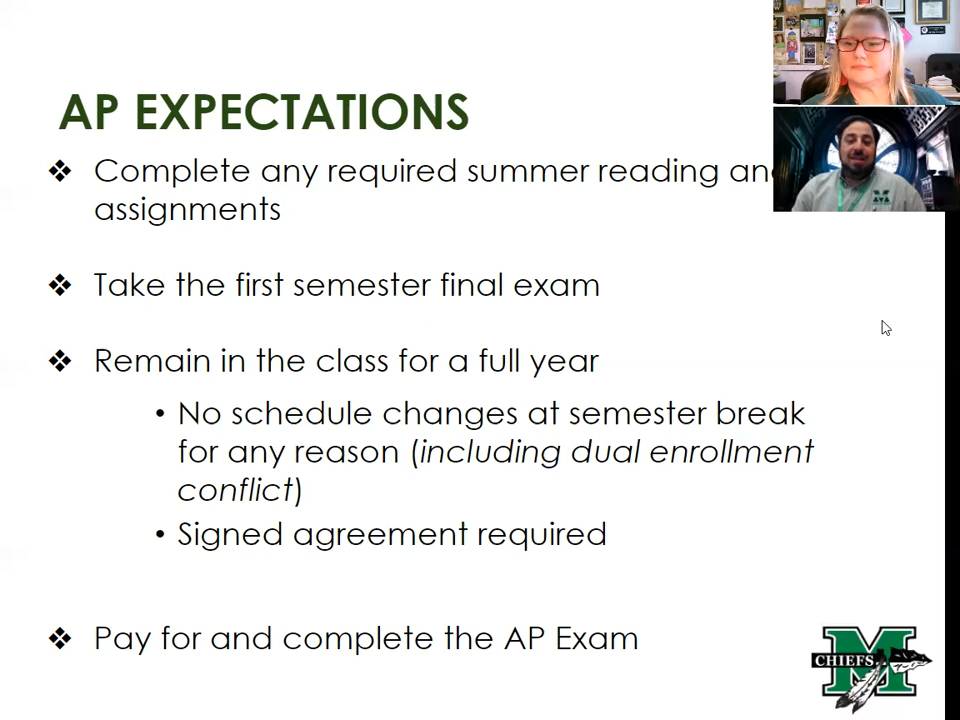 AP EXPECTATIONS
❖ Complete any required summer reading an
assignments
❖ Take the first semester final exam
❖ Remain in the class for a full year
• No schedule changes at semester break
for any reason (including dual enrollment
conflict)
• Signed agreement required
❖ Pay for and complete the AP Exam
M
CHIEFS